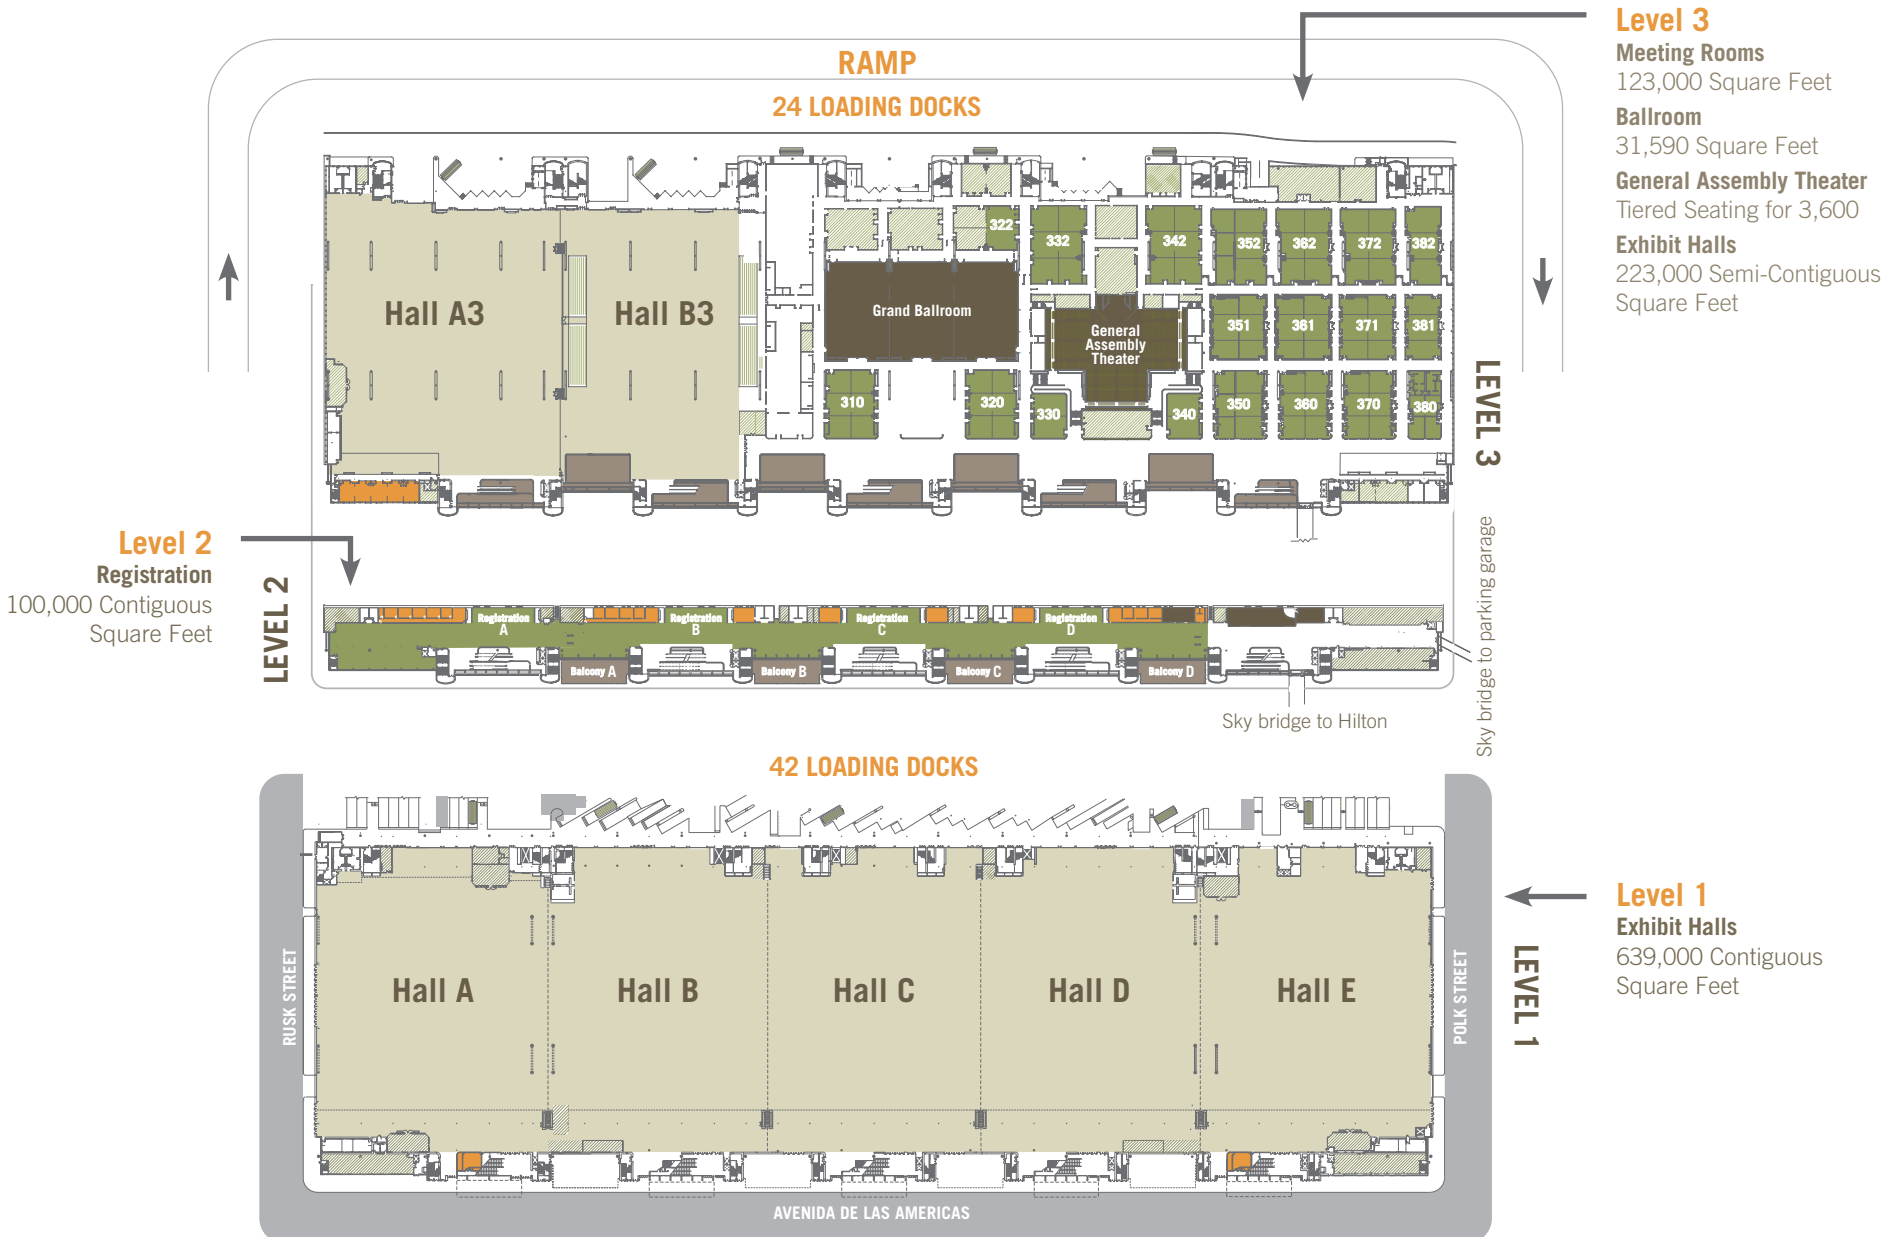 RAMP
24 LOADING DOCKS
Level 3
Meeting Rooms
123,000 Square Feet
Ballroom
31,590 Square Feet
General Assembly Theater
Tiered Seating for 3,600
Exhibit Halls
223,000 Semi-Contiguous
Square Feet
322
332
342
352
362
372
382
Hall A3
Hall B3
Grand Ballroom
General
Assembly
Theater
351
361
371
381
310
320
330
340
350
360
370
380
LEVEL 3
Level 2
Registration
100,000 Contiguous
Square Feet
LEVEL 2
Registration
A
Registration
B
Registration
C
Registration
D
Balcony A
Balcony B
Balcony C
Balcony D
Sky bridge to Hilton
Sky bridge to parking garage
42 LOADING DOCKS
RUSK STREET
Hall A
Hall B
Hall C
Hall D
Hall E
POLK STREET
LEVEL 1
Level 1
Exhibit Halls
639,000 Contiguous
Square Feet
AVENIDA DE LAS AMERICAS